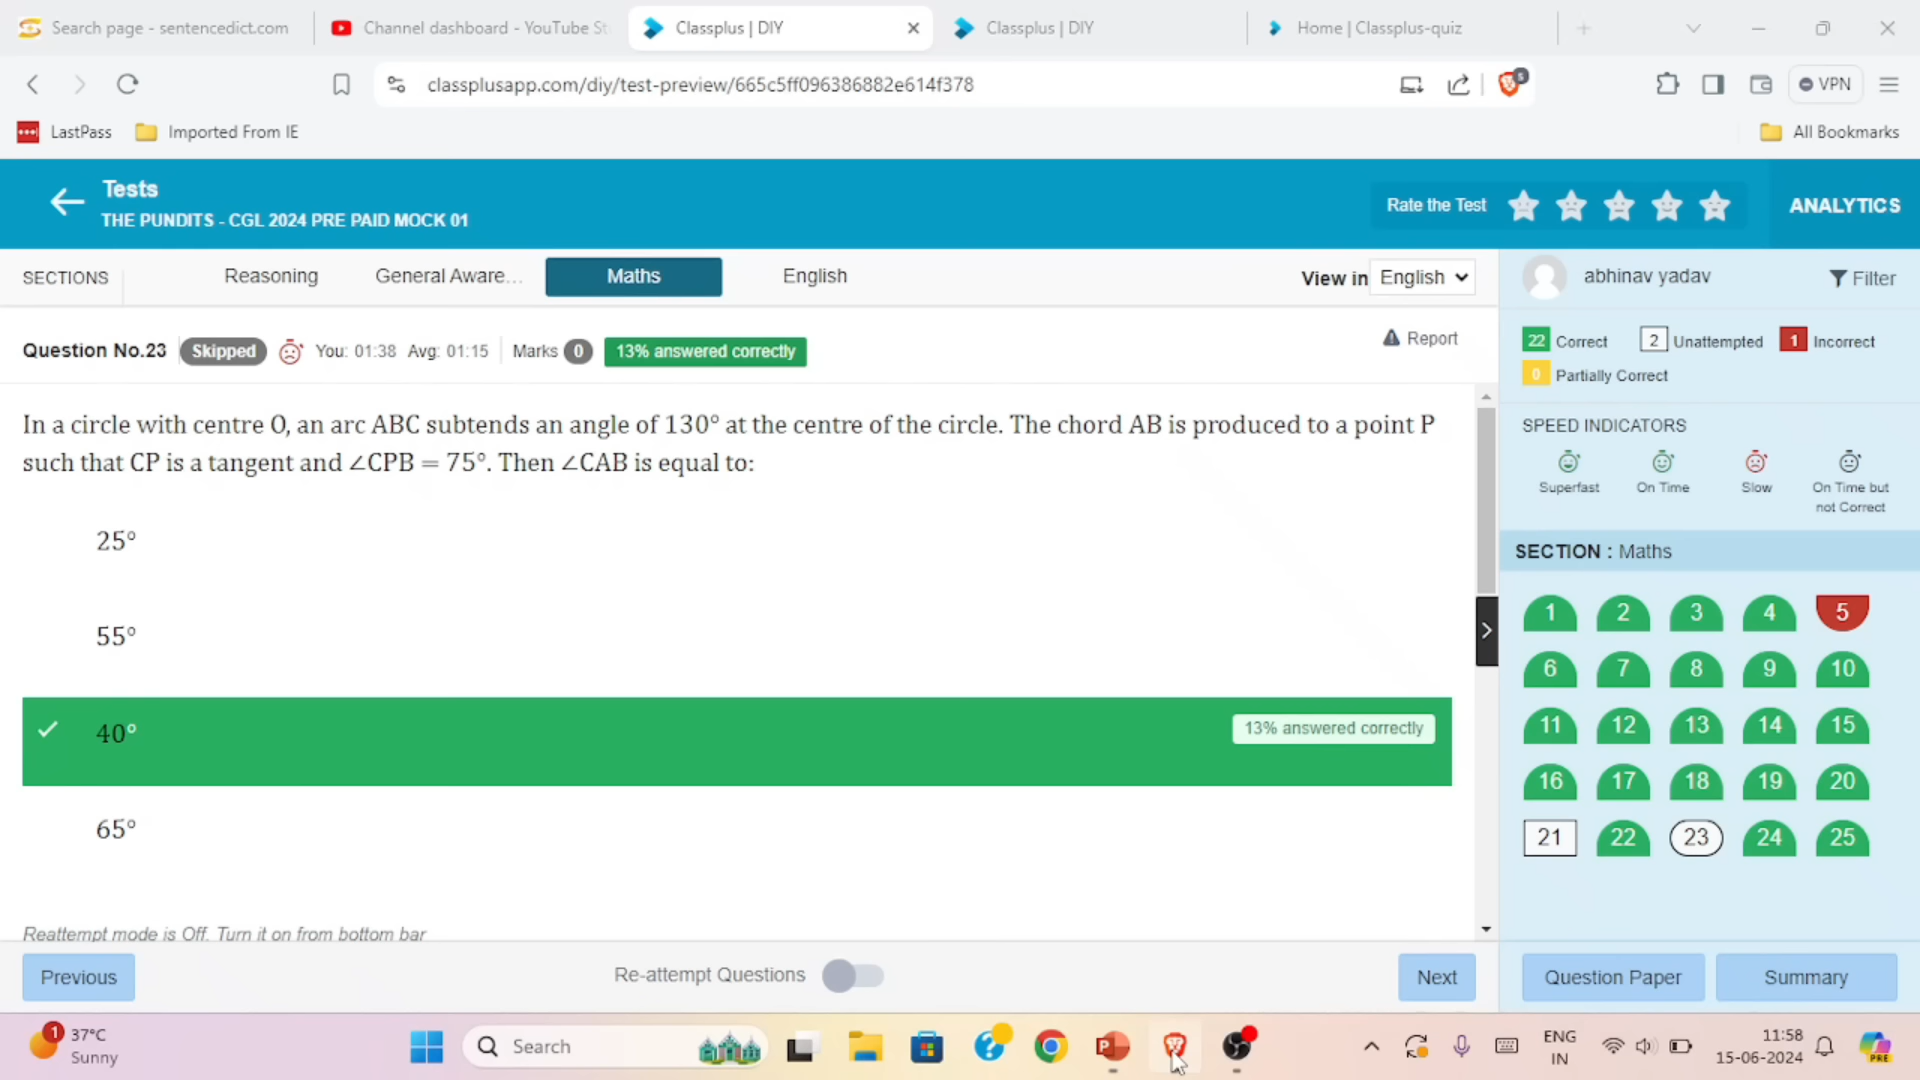 Search page - sentencedict.com
Channel dashboard - YouTube St
Classplus | DIY
Classplus | DIY
Home | Classplus-quiz
classplusapp.com/diy/test-preview/665c5ff096386882e614f378
5
VPN
LastPass
Imported From IE
All Bookmarks
Tests
THE PUNDITS - CGL 2024 PRE PAID MOCK 01
Rate the Test
ANALYTICS
SECTIONS
Reasoning
General Aware...
Maths
English
View in English
abhinav yadav
Filter
Question No.23 Skipped You: 01:38 Avg: 01:15 Marks 0 13% answered correctly
Report
22 Correct 2 Unattempted 1 Incorrect
0 Partially Correct
In a circle with centre O, an arc ABC subtends an angle of 130° at the centre of the circle. The chord AB is produced to a point P
such that CP is a tangent and ∠CPB = 75°. Then ∠CAB is equal to:
25°
55°
40°
13% answered correctly
65°
Reattempt mode is Off. Turn it on from bottom bar
SPEED INDICATORS
Superfast
On Time
Slow
On Time but
not Correct
SECTION : Maths
1 2 3 4 5
6 7 8 9 10
11 12 13 14 15
16 17 18 19 20
21 22 23 24 25
Previous
Re-attempt Questions
Next
Question Paper
Summary
1
37°C
Sunny
Search
ENG
IN
11:58
15-06-2024
PRE